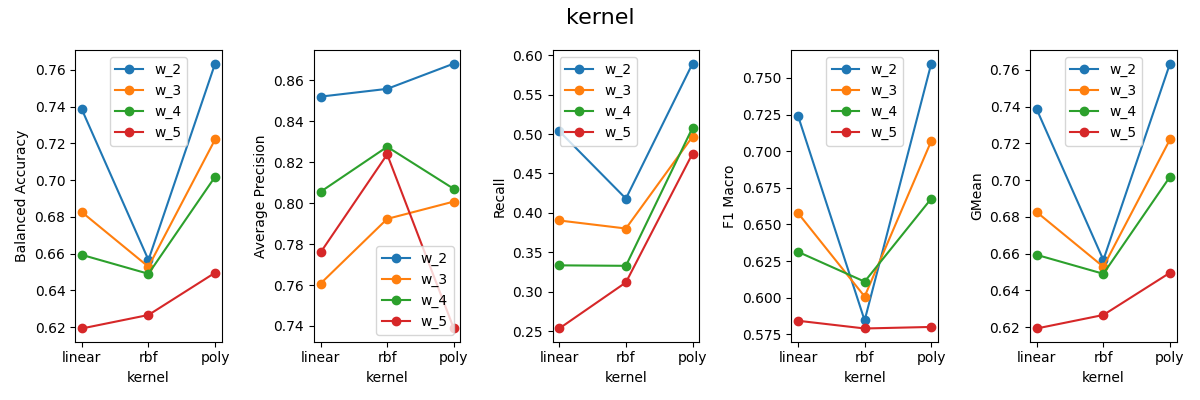 kernel
Balanced Accuracy
0.76
0.74
0.72
0.70
0.68
0.66
0.64
0.62
linear rbf poly
kernel
w_2
w_3
w_4
w_5
Average Precision
0.86
0.84
0.82
0.80
0.78
0.76
0.74
linear rbf poly
kernel
w_2
w_3
w_4
w_5
Recall
0.60
0.55
0.50
0.45
0.40
0.35
0.30
0.25
linear rbf poly
kernel
w_2
w_3
w_4
w_5
F1 Macro
0.750
0.725
0.700
0.675
0.650
0.625
0.600
0.575
linear rbf poly
kernel
w_2
w_3
w_4
w_5
GMean
0.76
0.74
0.72
0.70
0.68
0.66
0.64
0.62
linear rbf poly
kernel
w_2
w_3
w_4
w_5